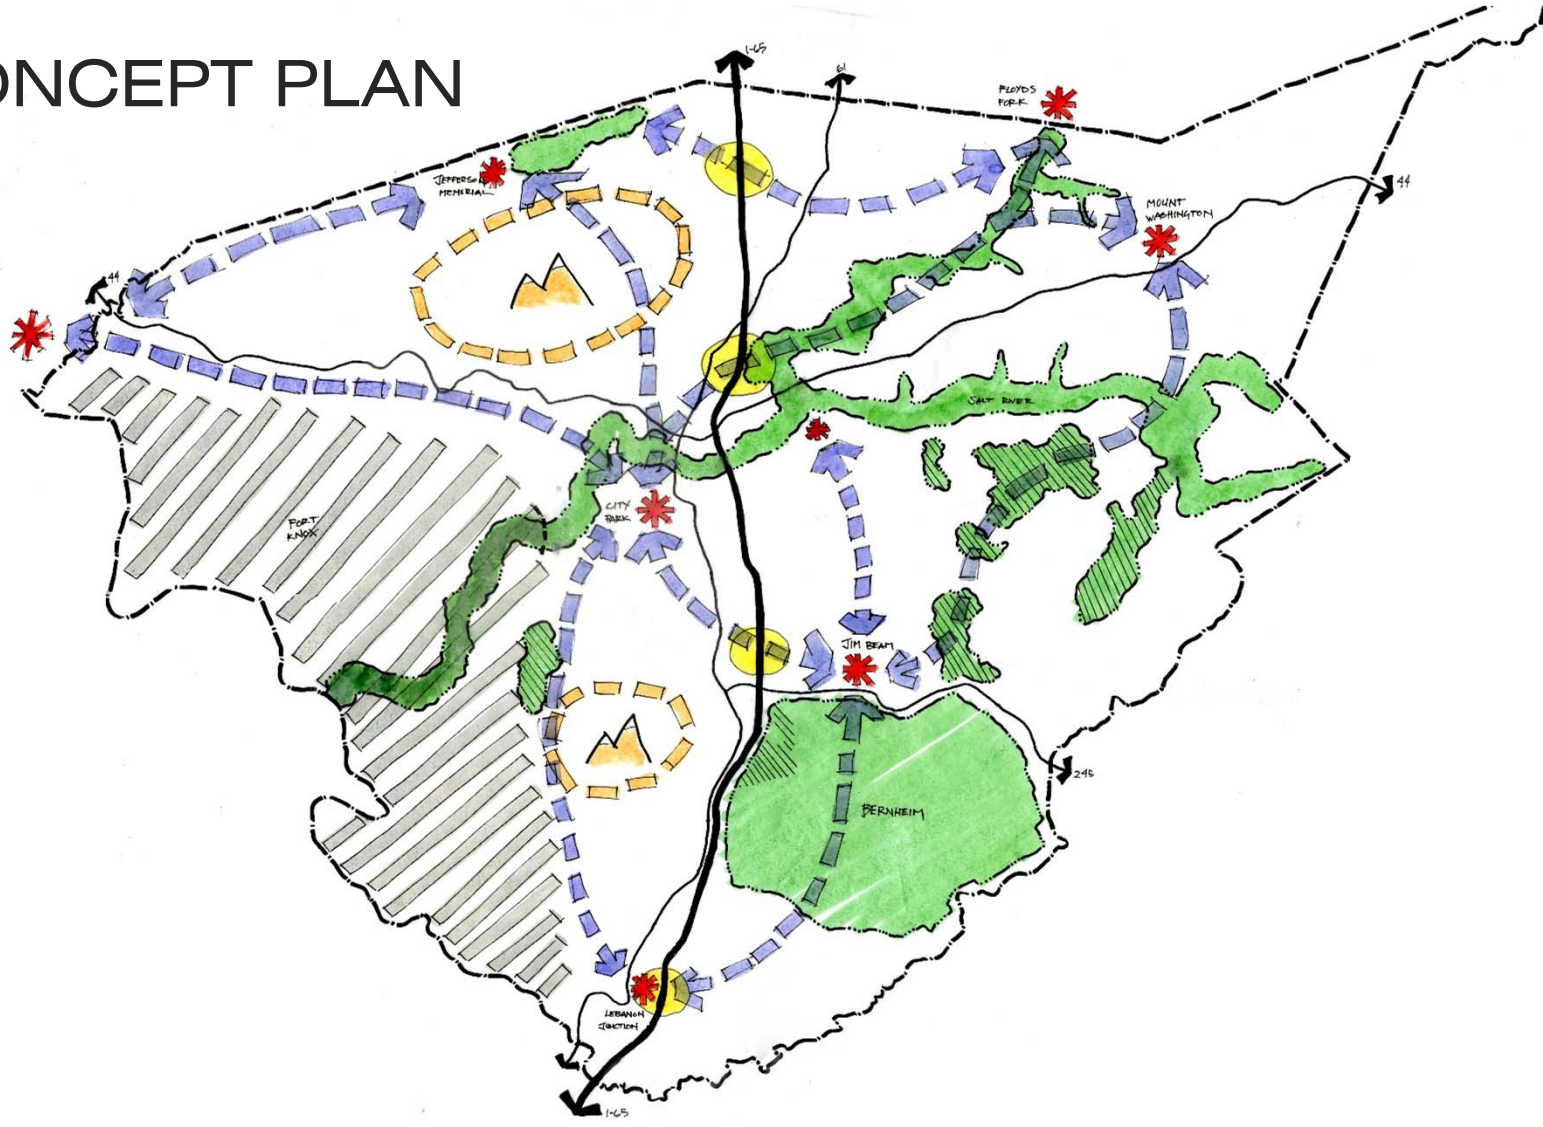 ONCEPT PLAN
I-65
61
FLOYDS
FORK
JEFFERSON
MEMORIAL
44
MOUNT
WASHINGTON
44
SALT RIVER
CITY
PARK
FORT
KNOX
JIM BEAM
245
BERNHEIM
LEBANON
JUNCTION
I-65